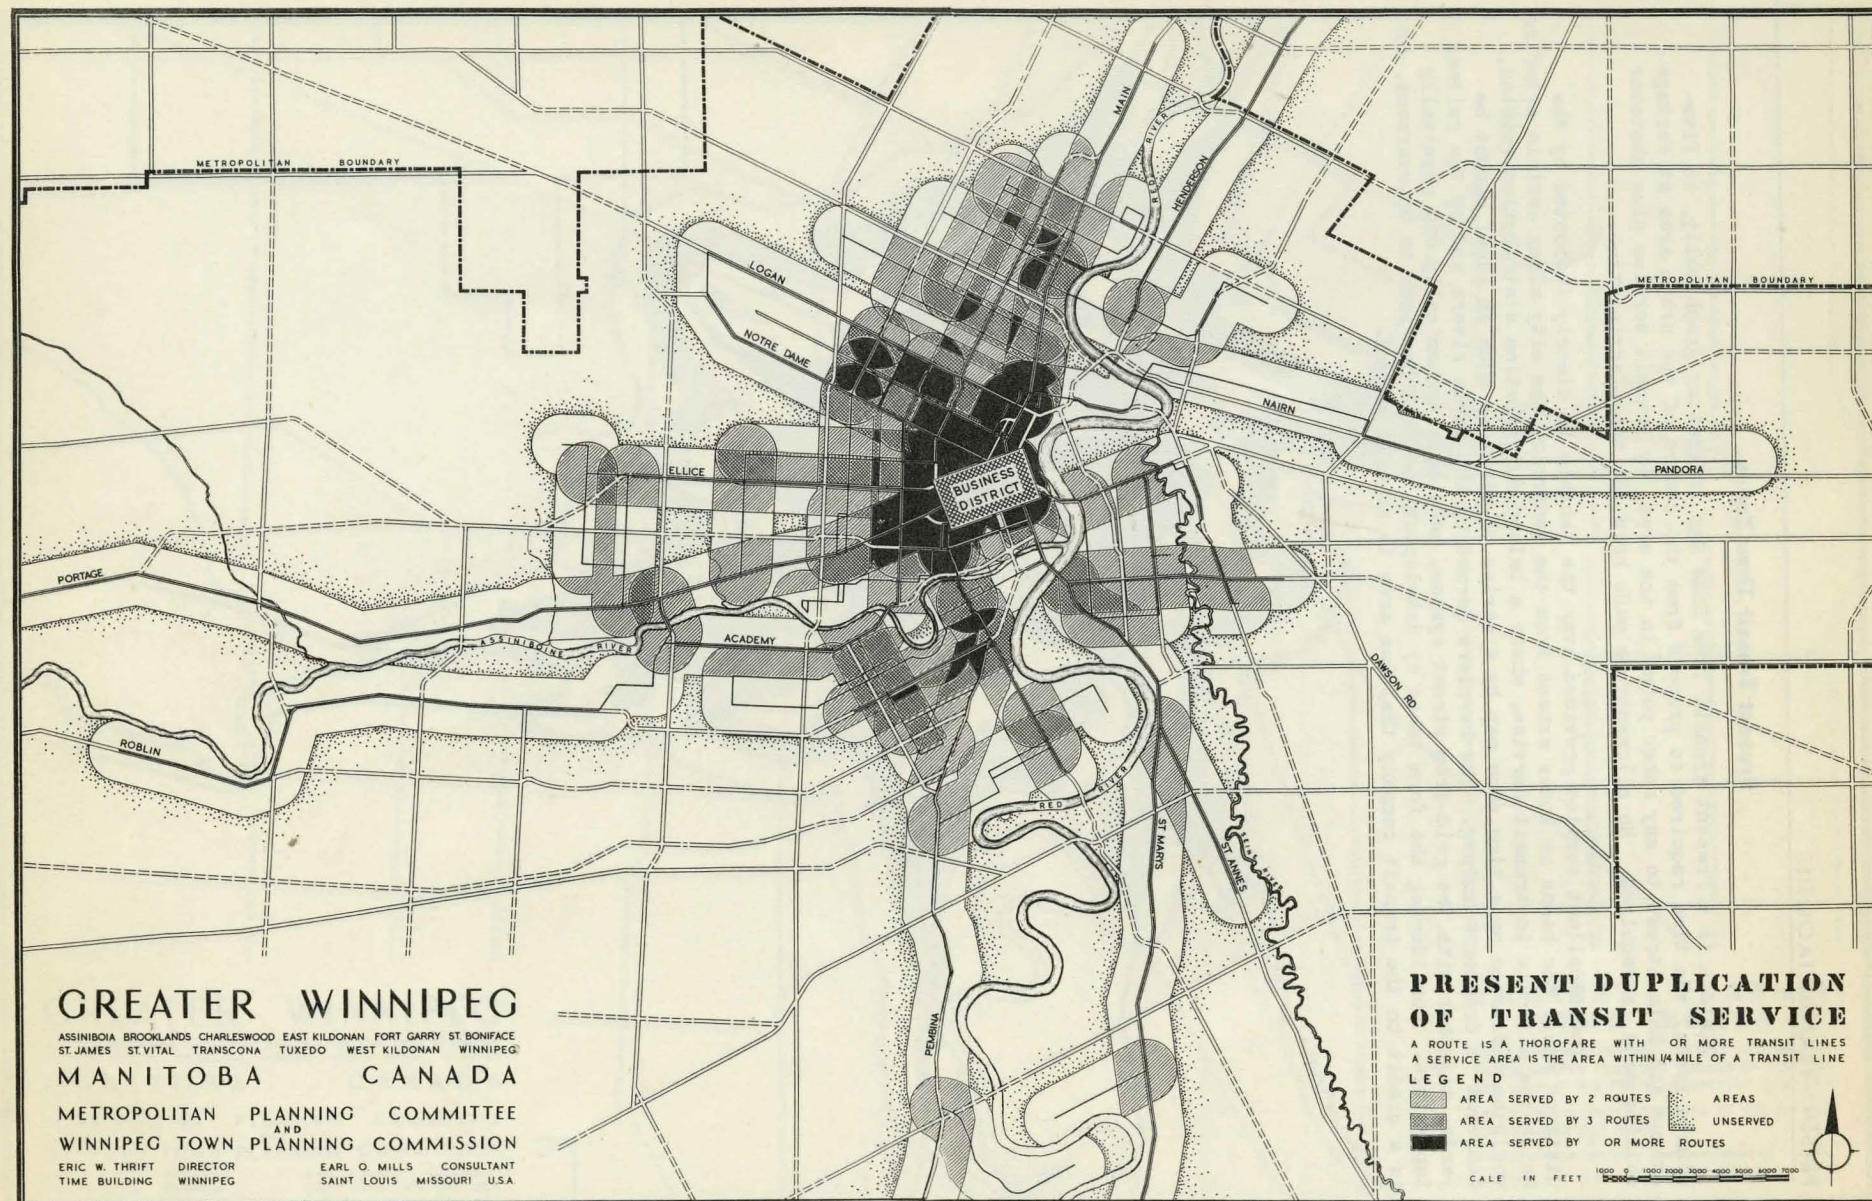 METROPOLITAN BOUNDARY
MAIN
RED RIVER
HENDERSON
LOGAN
NOTRE DAME
METROPOLITAN BOUNDARY
NAIRN
PANDORA
ELLICE
BUSINESS
DISTRICT
PORTAGE
ASSINIBOINE RIVER
ACADEMY
DAWSON RD
ROBLIN
RED RIVER
ST MARYS
ST ANNES
SEINE RIVER
PEMBINA
GREATER WINNIPEG
ASSINIBOIA BROOKLANDS CHARLESWOOD EAST KILDONAN FORT GARRY ST. BONIFACE
ST. JAMES ST. VITAL TRANSCONA TUXEDO WEST KILDONAN WINNIPEG
MANITOBA CANADA
METROPOLITAN PLANNING COMMITTEE
AND
WINNIPEG TOWN PLANNING COMMISSION
ERIC W. THRIFT DIRECTOR EARL O. MILLS CONSULTANT
TIME BUILDING WINNIPEG SAINT LOUIS MISSOURI U.S.A.
PRESENT DUPLICATION
OF TRANSIT SERVICE
A ROUTE IS A THOROFARE WITH OR MORE TRANSIT LINES
A SERVICE AREA IS THE AREA WITHIN 1/4 MILE OF A TRANSIT LINE
LEGEND
AREA SERVED BY 2 ROUTES
AREA SERVED BY 3 ROUTES
AREA SERVED BY OR MORE ROUTES
AREAS
UNSERVED
CALE IN FEET
1000 0 1000 2000 3000 4000 5000 6000 7000